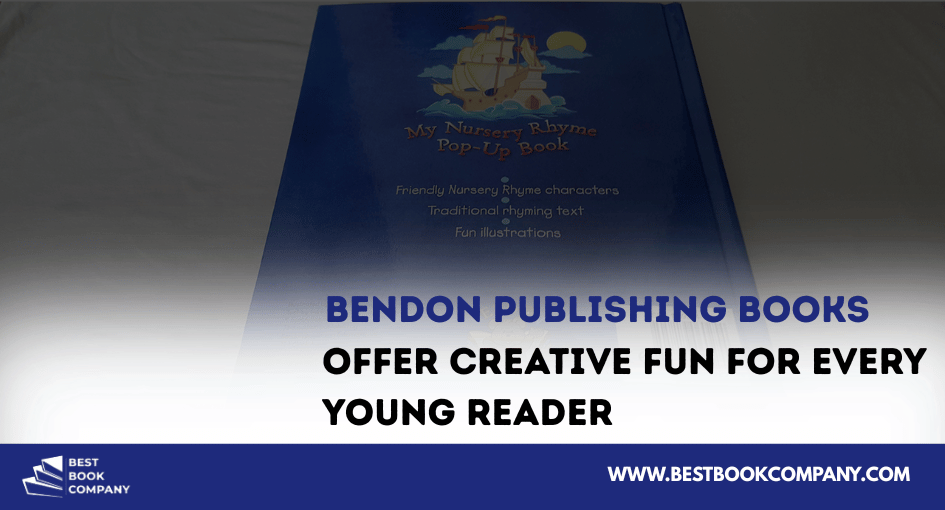 My Nursery Rhyme
Pop-Up Book
Friendly Nursery Rhyme characters
Traditional rhyming text
Fun illustrations
BENDON PUBLISHING BOOKS
OFFER CREATIVE FUN FOR EVERY
YOUNG READER
BEST
BOOK
COMPANY
WWW.BESTBOOKCOMPANY.COM